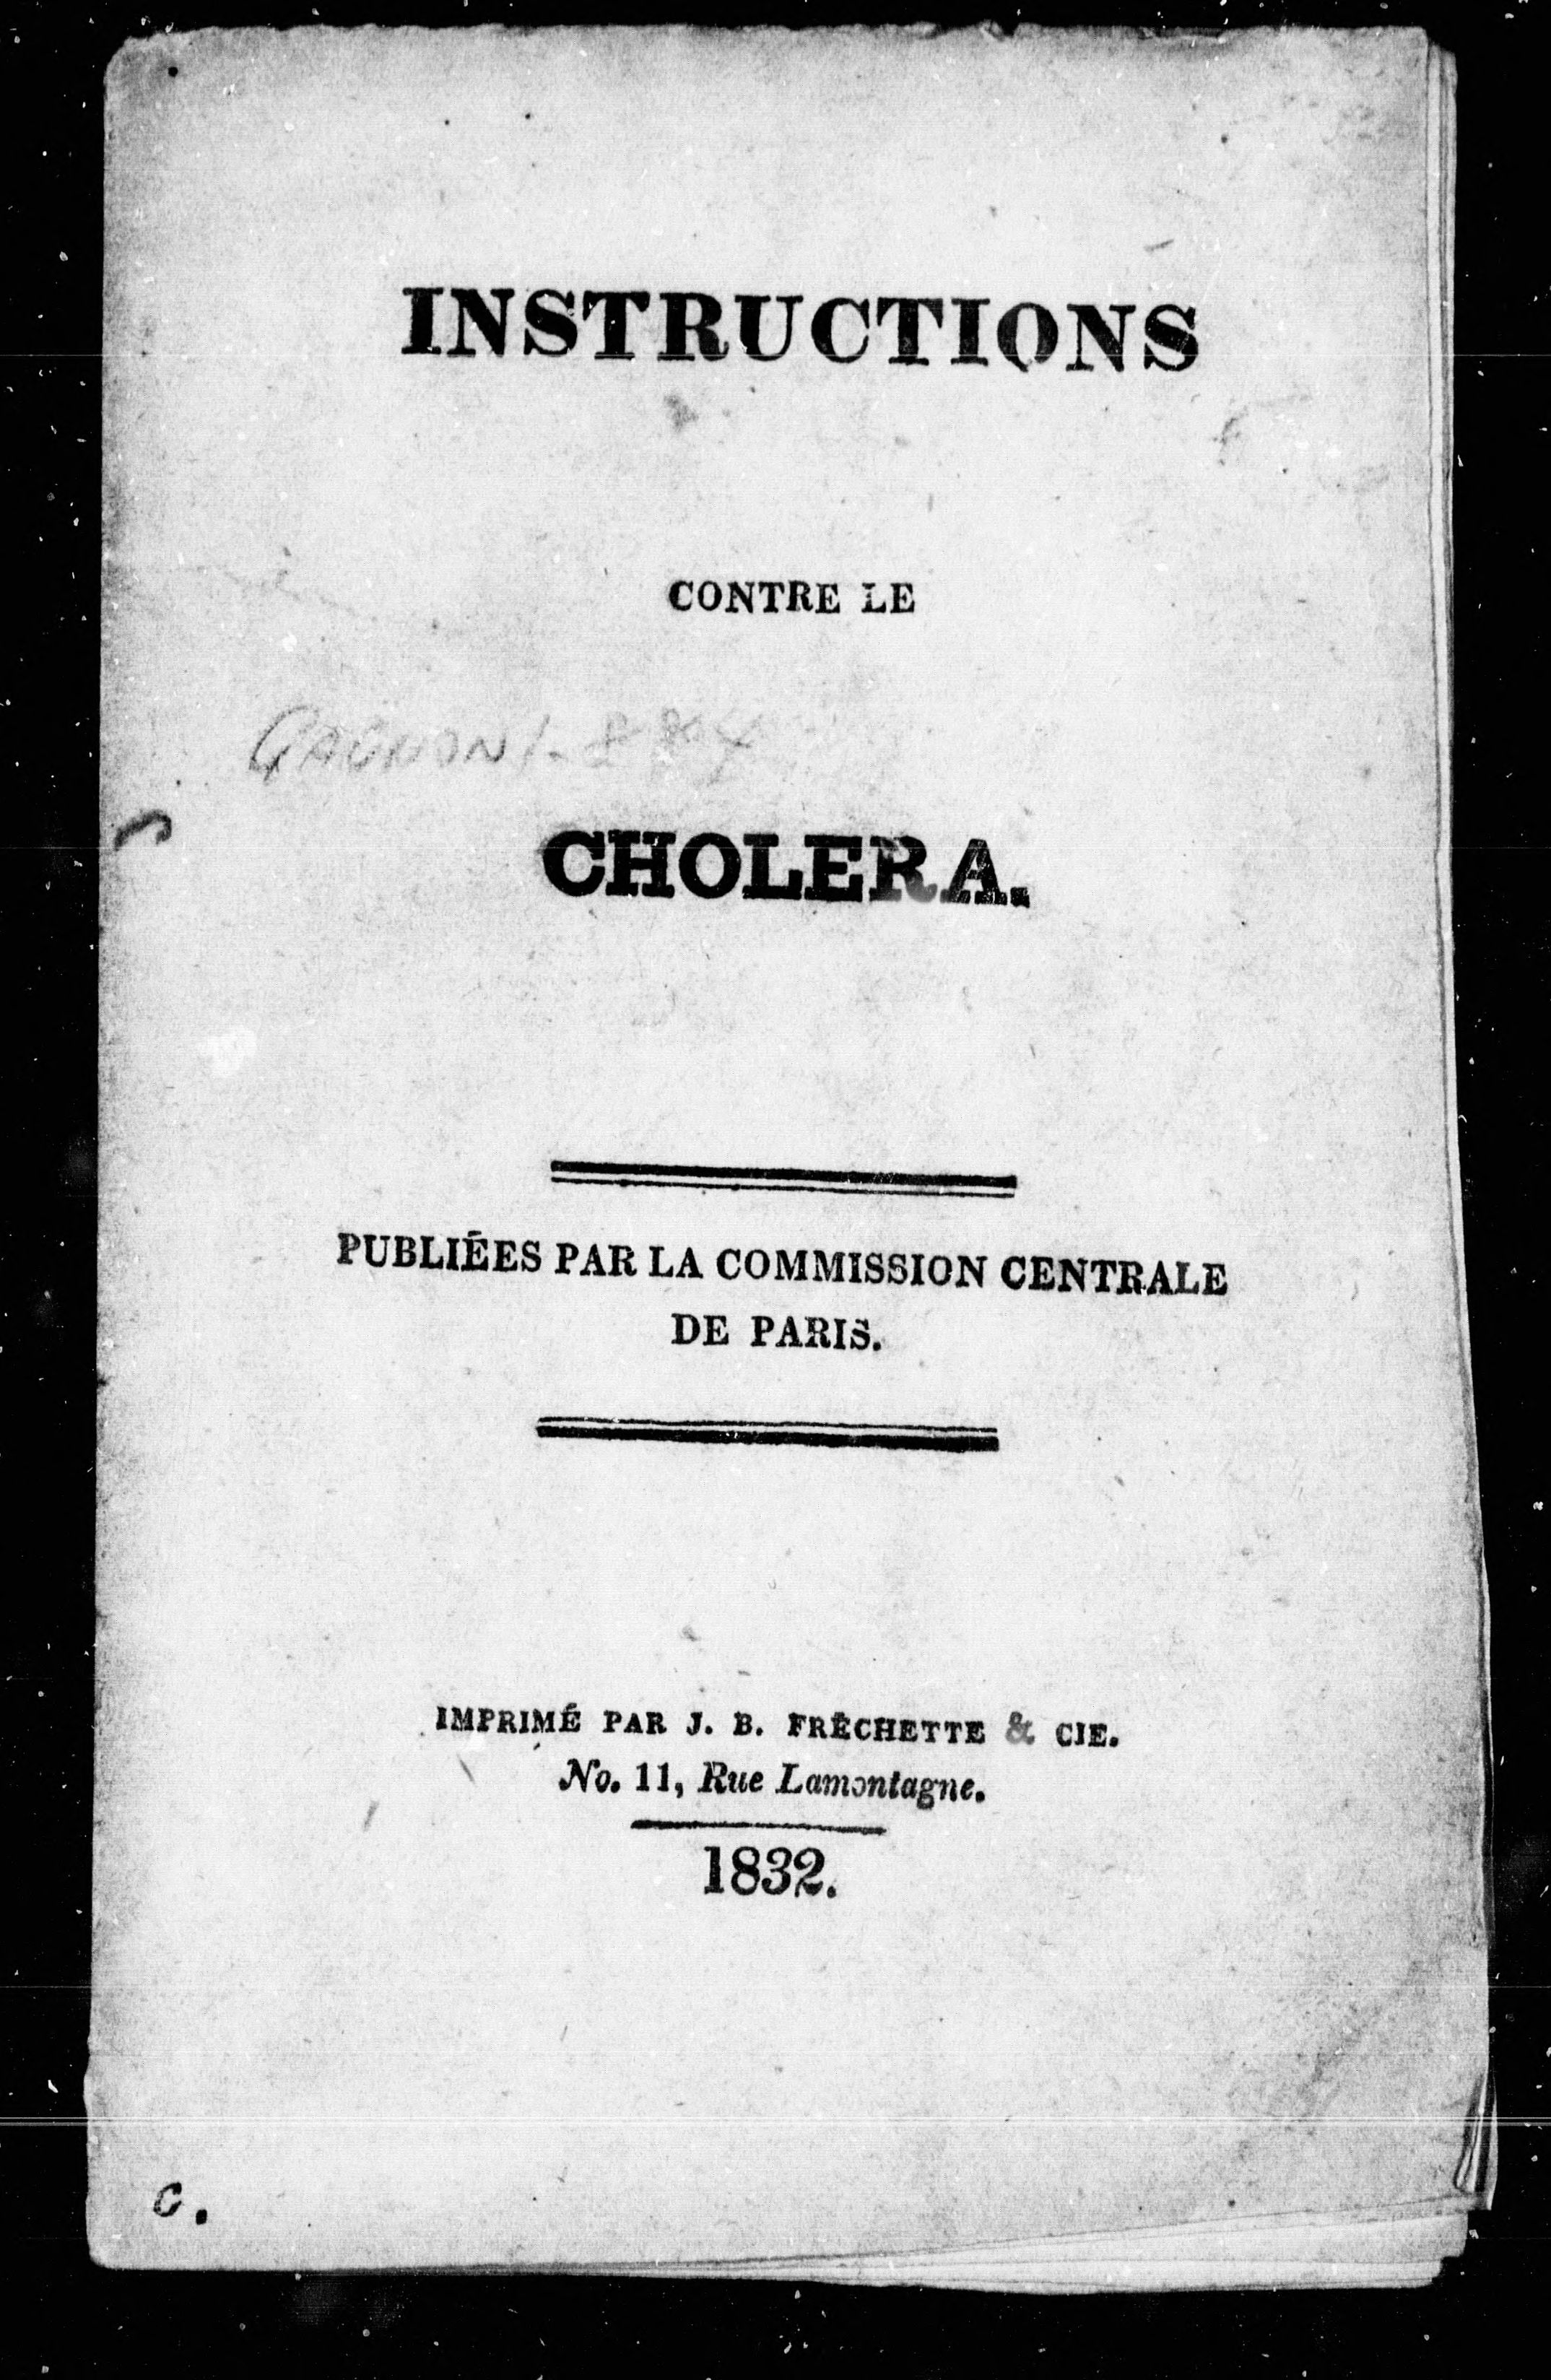 INSTRUCTIONS
CONTRE LE
CHOLERA.
PUBLIÉES PAR LA COMMISSION CENTRALE
DE PARIS.
IMPRIMÉ PAR J. B. FRÉCHETTE & CIE.
No. 11, Rue Lamontagne.
1832.
C.